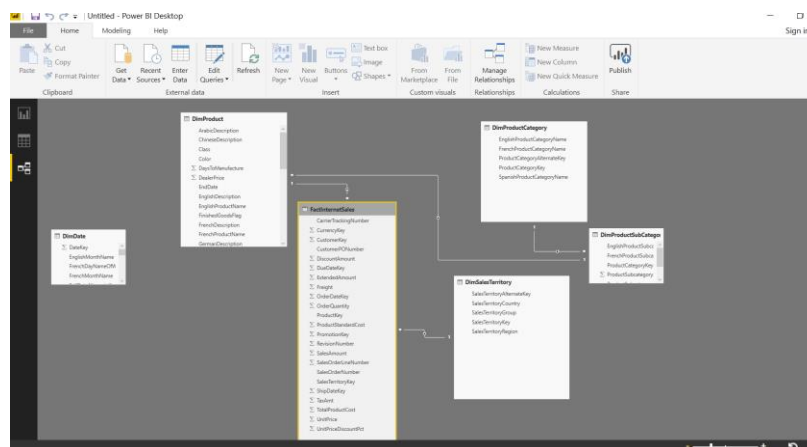 Untitled - Power BI Desktop
File Home Modeling Help
Sign in
Paste
Cut
Copy
Format Painter
Clipboard
Get Data
Recent Sources
Enter Data
Edit Queries
Refresh
External data
New Page
New Visual
Buttons
Text box
Image
Shapes
Insert
From Marketplace
From File
Custom visuals
Manage Relationships
Relationships
New Measure
New Column
New Quick Measure
Calculations
Publish
Share
DimProduct
ArabicDescription
ChineseDescription
Class
Color
DaysToManufacture
DealerPrice
EndDate
EnglishDescription
EnglishProductName
FinishedGoodsFlag
FrenchDescription
FrenchProductName
GermanDescription
DimProductCategory
EnglishProductCategoryName
FrenchProductCategoryName
ProductCategoryAlternateKey
ProductCategoryKey
SpanishProductCategoryName
FactInternetSales
CarrierTrackingNumber
CurrencyKey
CustomerKey
CustomerPONumber
DiscountAmount
DueDateKey
ExtendedAmount
Freight
OrderDateKey
OrderQuantity
ProductKey
ProductStandardCost
PromotionKey
RevisionNumber
SalesAmount
SalesOrderLineNumber
SalesOrderNumber
SalesTerritoryKey
ShipDateKey
TaxAmt
TotalProductCost
UnitPrice
UnitPriceDiscountPct
DimDate
DateKey
EnglishMonthName
FrenchDayNameOfW
FrenchMonthName
DimProductSubCategor
EnglishProductSubca
FrenchProductSubca
ProductCategoryKey
ProductSubcategory
DimSalesTerritory
SalesTerritoryAlternateKey
SalesTerritoryCountry
SalesTerritoryGroup
SalesTerritoryKey
SalesTerritoryRegion